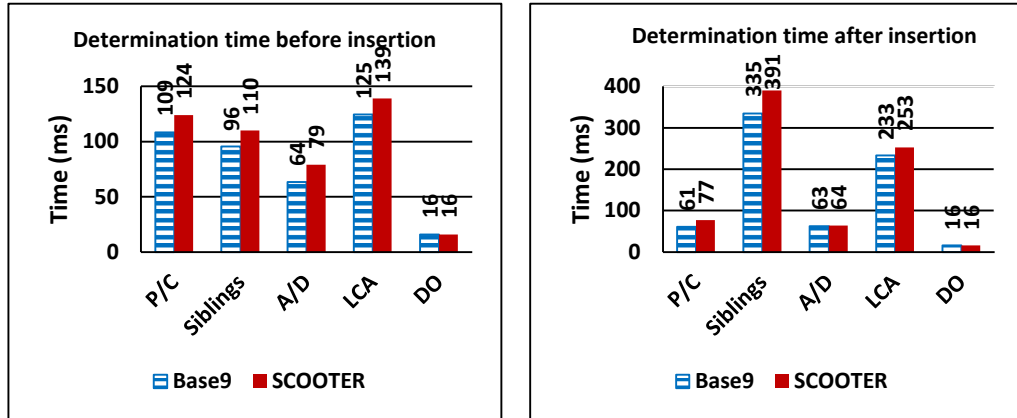 Determination time before insertion
Time (ms)
150
100
50
0
109
124
96
110
64
79
125
139
16
16
P/C
Siblings
A/D
LCA
DO
Base9
SCOOTER
Determination time after insertion
Time (ms)
400
300
200
100
0
61
77
335
391
63
64
233
253
16
16
P/C
Siblings
A/D
LCA
DO
Base9
SCOOTER